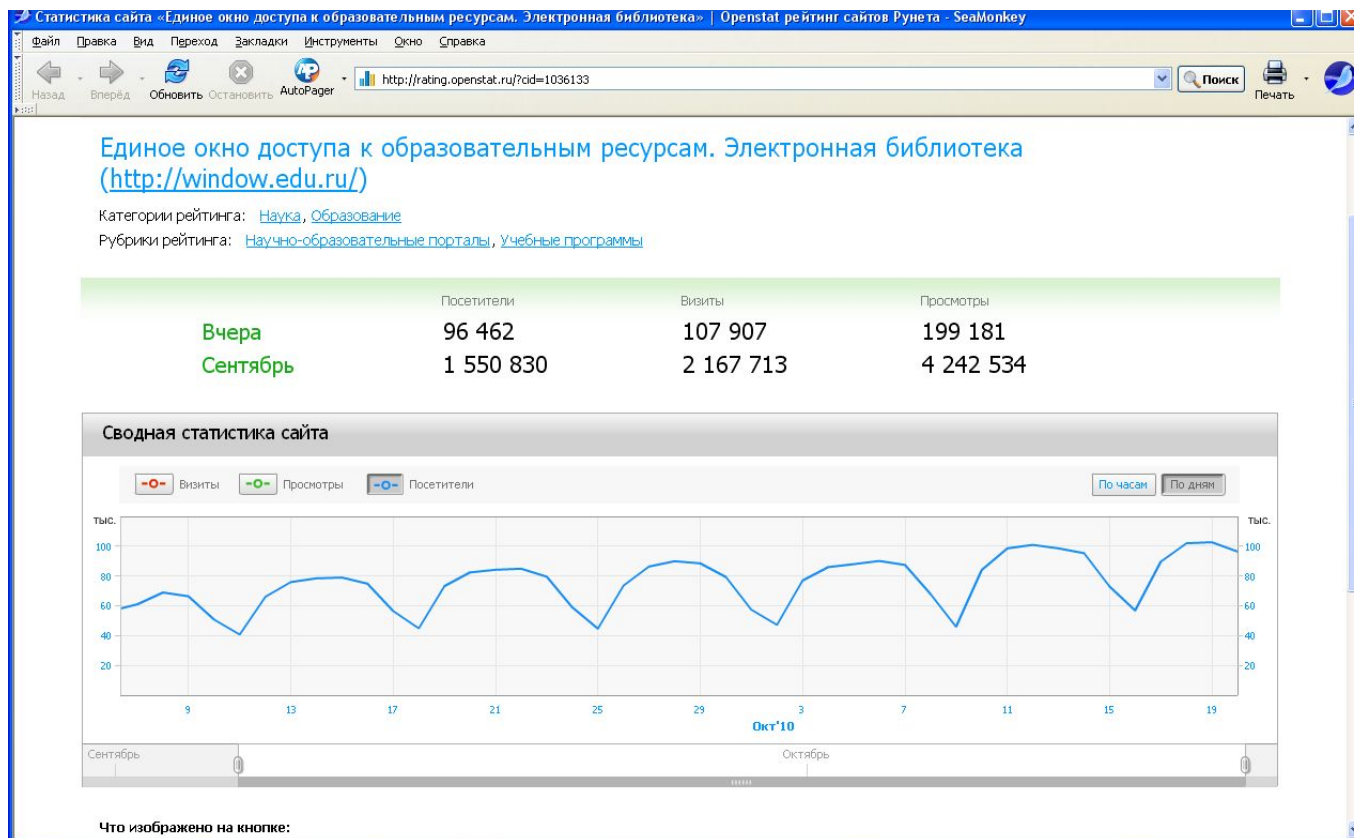 Статистика сайта «Единое окно доступа к образовательным ресурсам. Электронная библиотека» | Openstat рейтинг сайтов Рунета - SeaMonkey
Файл Правка Вид Переход Закладки Инструменты Окно Справка
http://rating.openstat.ru/?cid=1036133 Поиск
Назад Вперёд Обновить Остановить AutoPager Печать
Единое окно доступа к образовательным ресурсам. Электронная библиотека
(http://window.edu.ru/)
Категории рейтинга: Наука, Образование
Рубрики рейтинга: Научно-образовательные порталы, Учебные программы
Посетители Визиты Просмотры
Вчера 96 462 107 907 199 181
Сентябрь 1 550 830 2 167 713 4 242 534
Сводная статистика сайта
Визиты Просмотры Посетители По часам По дням
тыс. тыс.
100 100
80 80
60 60
40 40
20 20
9 13 17 21 25 29 3 7 11 15 19
Окт'10
Сентябрь Октябрь
Что изображено на кнопке: